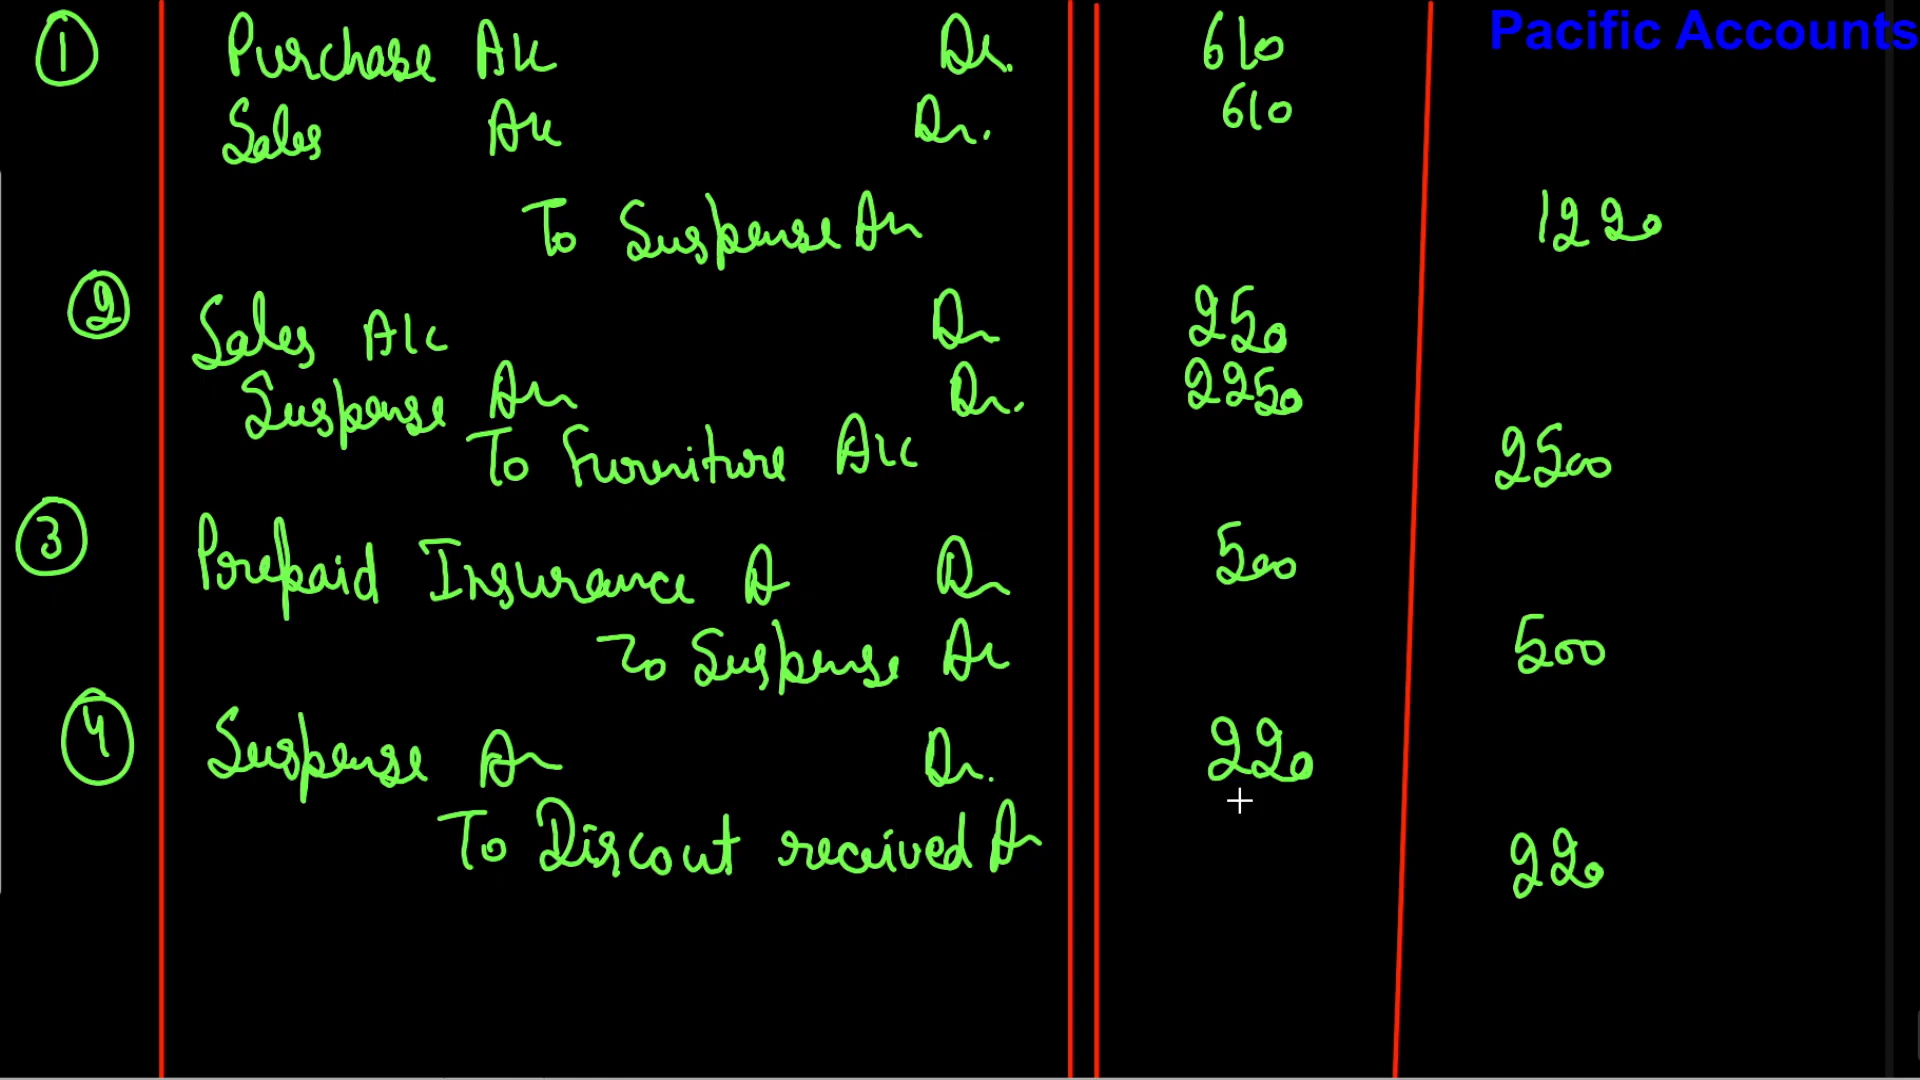 Pacific Accounts
① Purchase A/c Dr. 610
Sales A/c Dr. 610
To Suspense A/c 1220
② Sales A/c Dr 250
Suspense A/c Dr. 2250
To Furniture A/c 2500
③ Prepaid Insurance A Dr 500
To Suspense A/c 500
④ Suspense A/c Dr. 220
To Discout received A/c 220